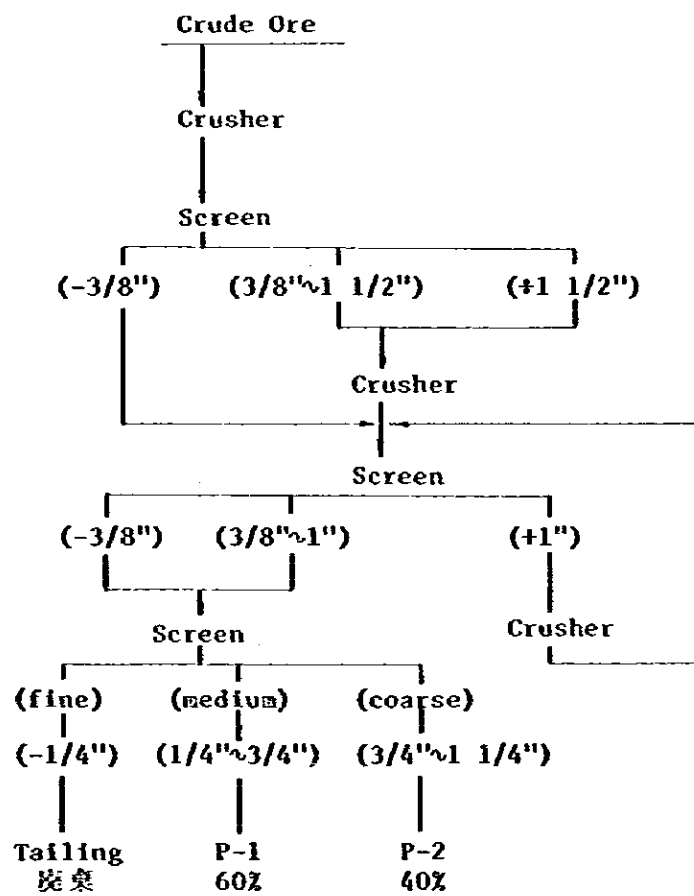 Crude Ore
Crusher
Screen
(-3/8") (3/8"~1 1/2") (+1 1/2")
Crusher
Screen
(-3/8") (3/8"~1") (+1")
Screen Crusher
(fine) (medium) (coarse)
(-1/4") (1/4"~3/4") (3/4"~1 1/4")
Tailing P-1 P-2
廃棄 60% 40%